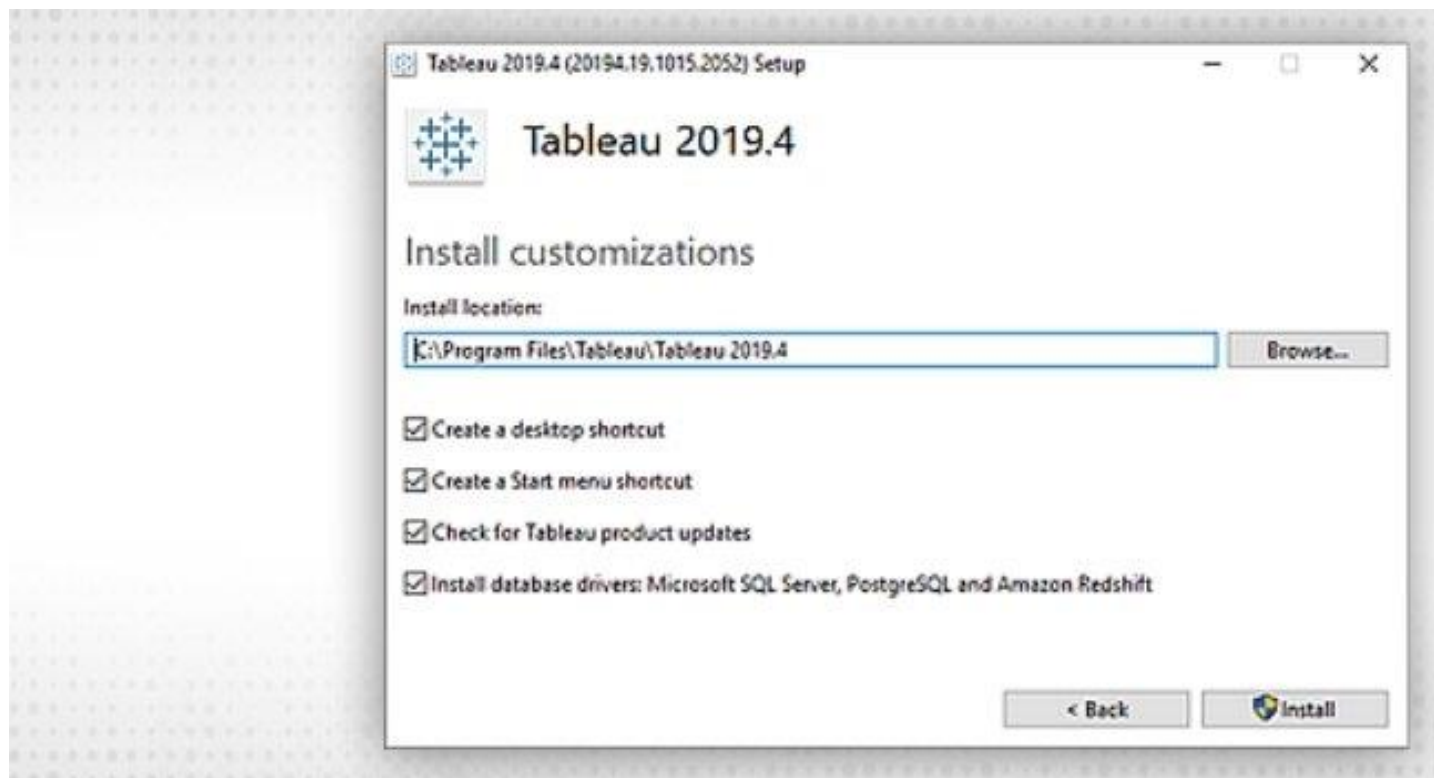 Tableau 2019.4 (20194.19.1015.2052) Setup
Tableau 2019.4
Install customizations
Install location:
C:\Program Files\Tableau\Tableau 2019.4
Browse...
Create a desktop shortcut
Create a Start menu shortcut
Check for Tableau product updates
Install database drivers: Microsoft SQL Server, PostgreSQL and Amazon Redshift
< Back
Install